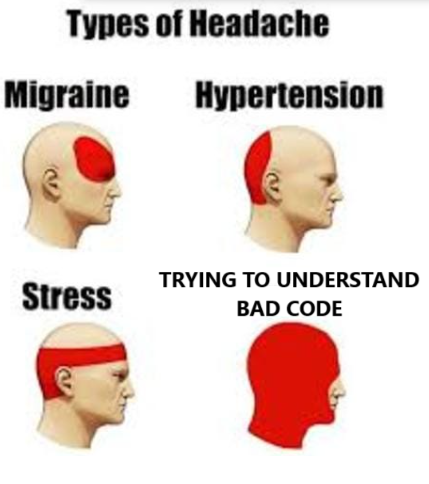 Types of Headache
Migraine
Hypertension
Stress
TRYING TO UNDERSTAND
BAD CODE